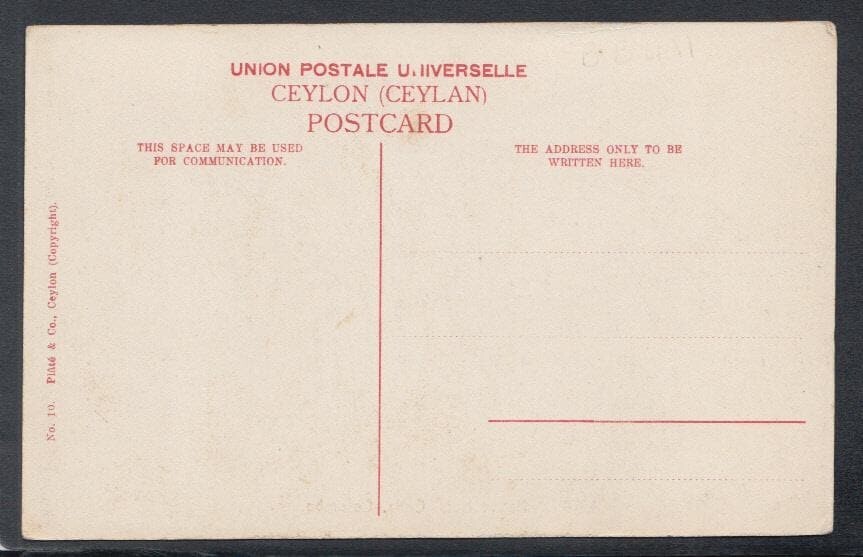 UNION POSTALE UNIVERSELLE
CEYLON (CEYLAN)
POSTCARD
THIS SPACE MAY BE USED
FOR COMMUNICATION.
THE ADDRESS ONLY TO BE
WRITTEN HERE.
No. 10. Plâté & Co., Ceylon (Copyright).